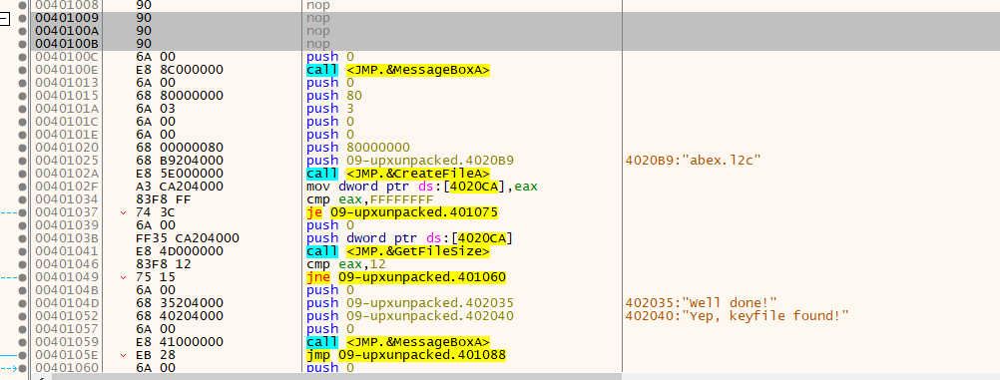 00401008 90 nop
00401009 90 nop
0040100A 90 nop
0040100B 90 nop
0040100C 6A 00 push 0
0040100E E8 8C000000 call <JMP.&MessageBoxA>
00401013 6A 00 push 0
00401015 68 80000000 push 80
0040101A 6A 03 push 3
0040101C 6A 00 push 0
0040101E 6A 00 push 0
00401020 68 00000080 push 80000000
00401025 68 B9204000 push 09-upxunpacked.4020B9 4020B9:"abex.l2c"
0040102A E8 5E000000 call <JMP.&CreateFileA>
0040102F A3 CA204000 mov dword ptr ds:[4020CA],eax
00401034 83F8 FF cmp eax,FFFFFFFF
00401037 74 3C je 09-upxunpacked.401075
00401039 6A 00 push 0
0040103B FF35 CA204000 push dword ptr ds:[4020CA]
00401041 E8 4D000000 call <JMP.&GetFileSize>
00401046 83F8 12 cmp eax,12
00401049 75 15 jne 09-upxunpacked.401060
0040104B 6A 00 push 0
0040104D 68 35204000 push 09-upxunpacked.402035 402035:"Well done!"
00401052 68 40204000 push 09-upxunpacked.402040 402040:"Yep, keyfile found!"
00401057 6A 00 push 0
00401059 E8 41000000 call <JMP.&MessageBoxA>
0040105E EB 28 jmp 09-upxunpacked.401088
00401060 6A 00 push 0